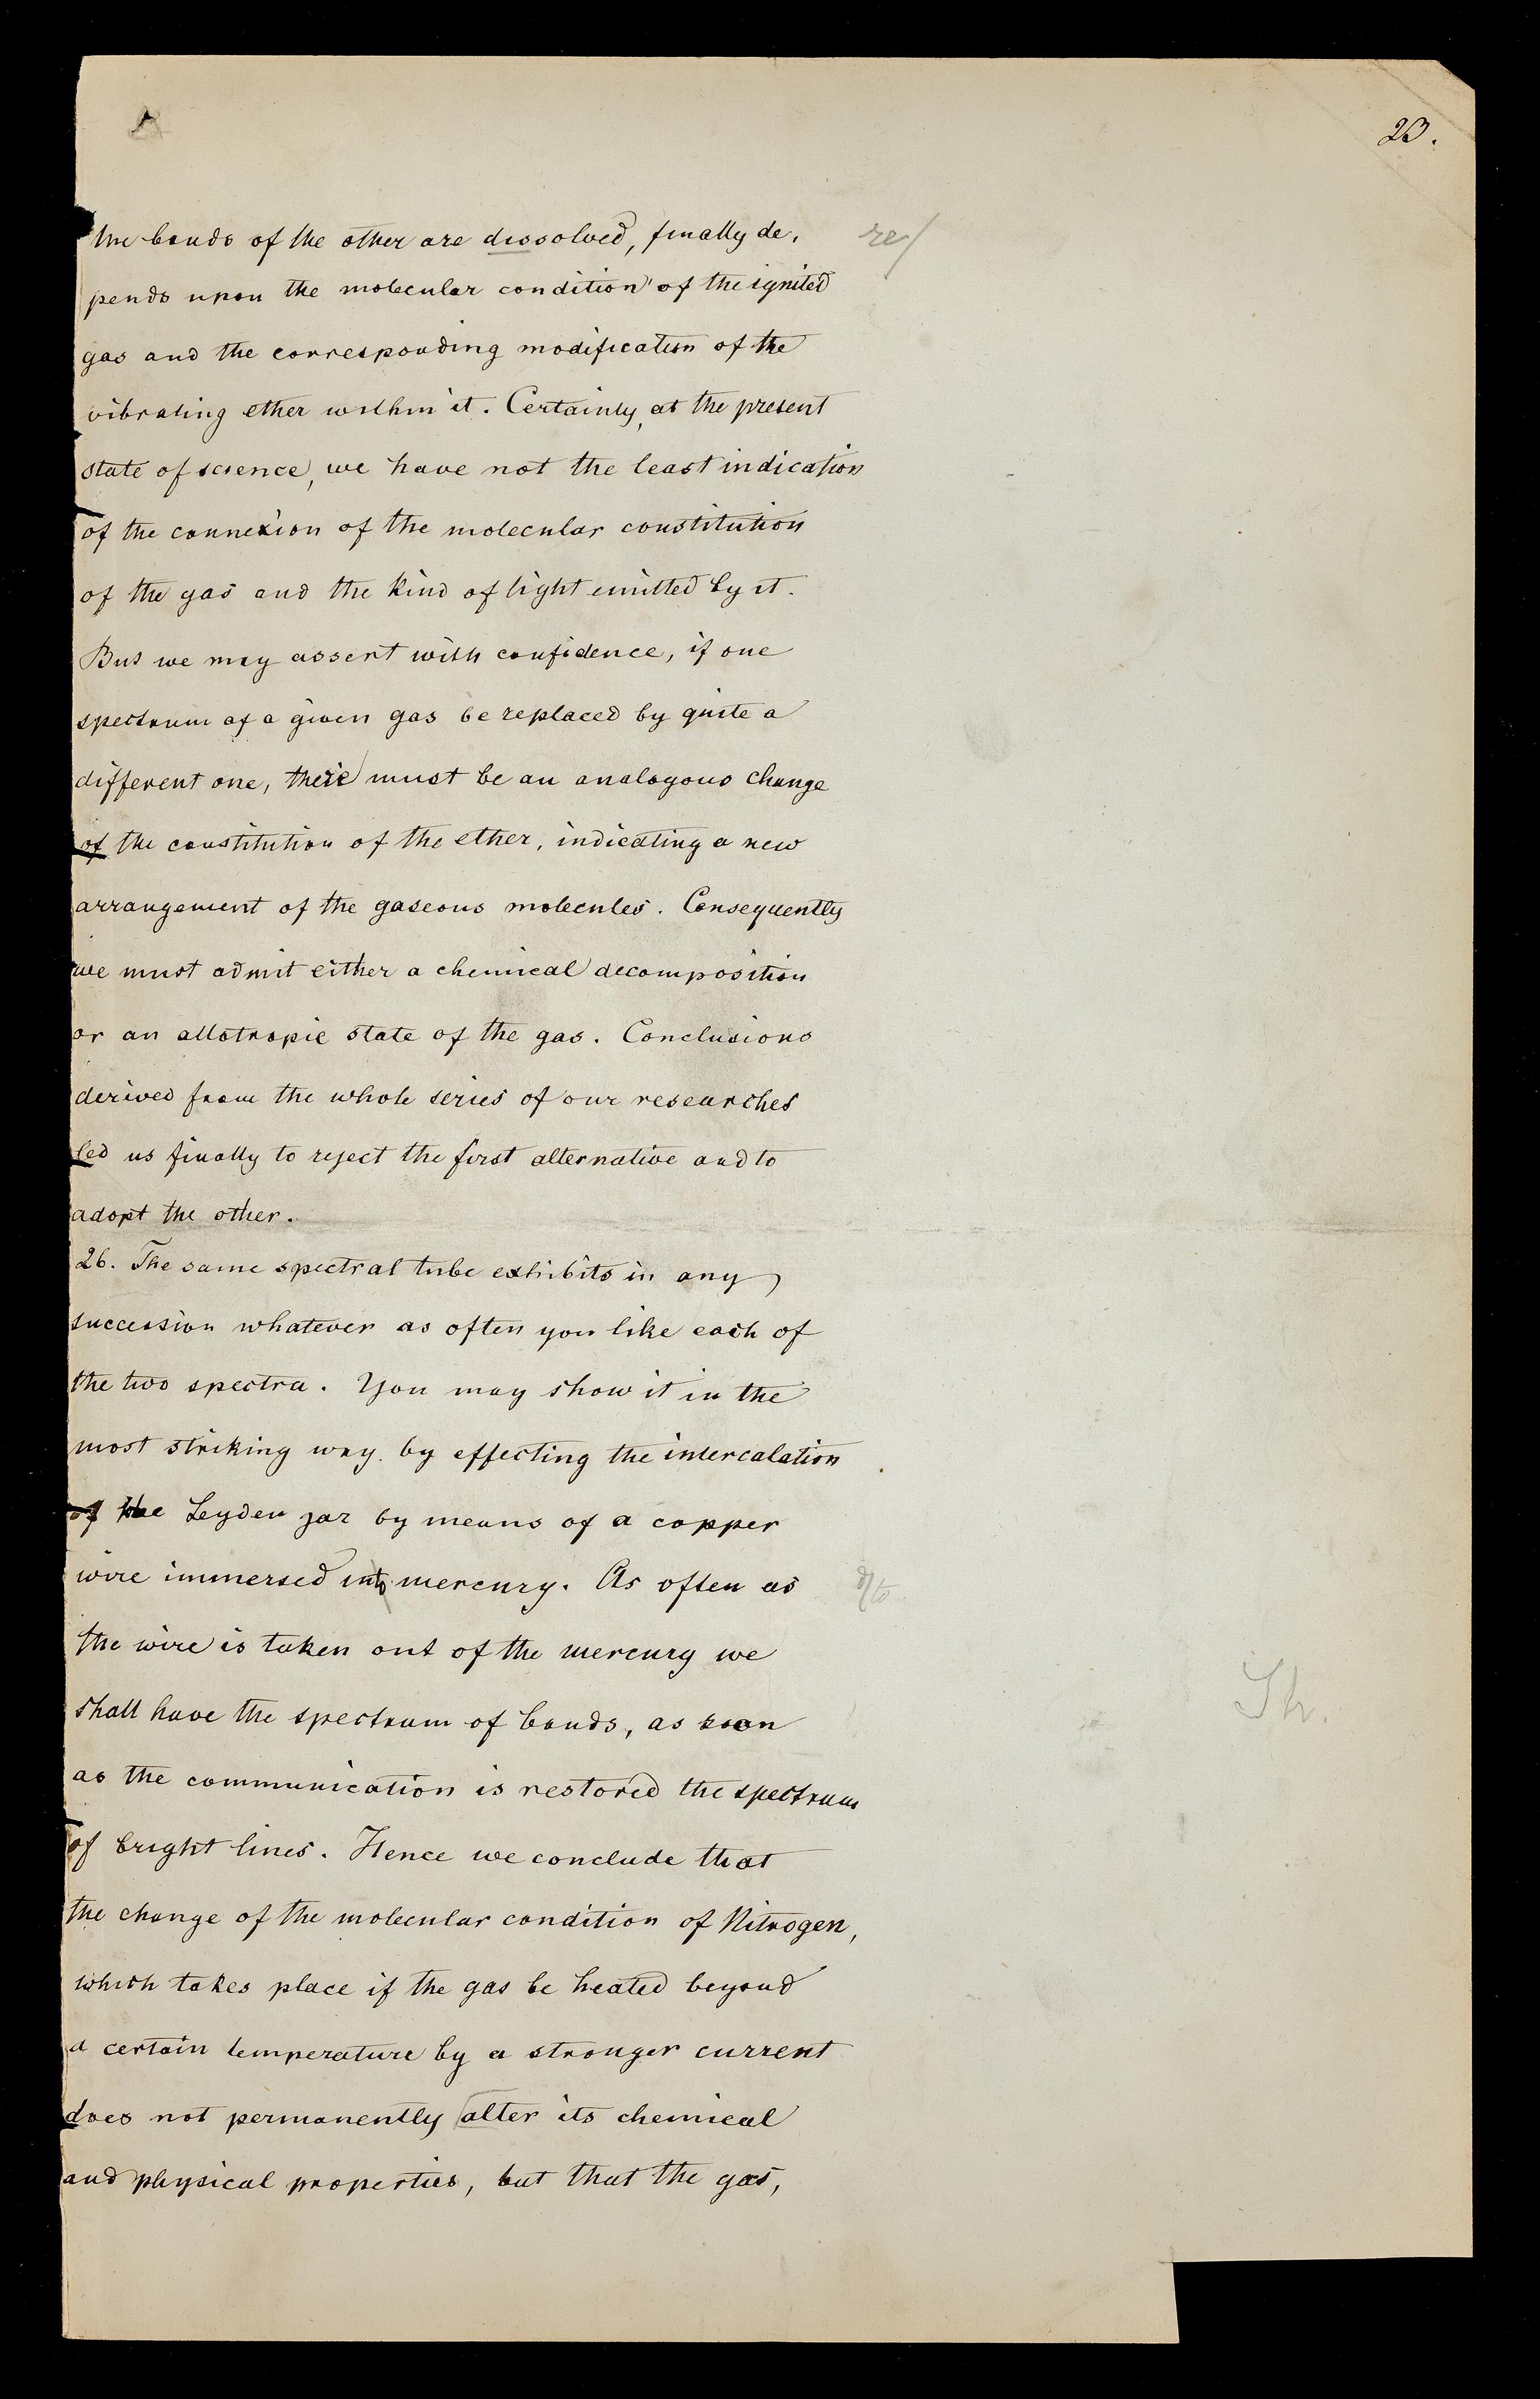 23.
the bands of the other are dissolved, finally de-
re/
pends upon the molecular condition of the ignited
gas and the corresponding modification of the
vibrating ether within it. Certainly, at the present
state of science, we have not the least indication
of the connexion of the molecular constitution
of the gas and the kind of light emitted by it.
But we may assert with confidence, if one
spectrum of a given gas be replaced by quite a
different one, there must be an analogous change
of the constitution of the ether, indicating a new
arrangement of the gaseous molecules. Consequently
we must admit either a chemical decomposition
or an allotropic state of the gas. Conclusions
derived from the whole series of our researches
led us finally to reject the first alternative and to
adopt the other.
26. The same spectral tube exhibits in any
succession whatever as often you like each of
the two spectra. You may show it in the
most striking way by effecting the intercalation
of the Leyden jar by means of a copper
wire immersed into mercury. As often as
the wire is taken out of the mercury we
shall have the spectrum of bands, as soon
as the communication is restored the spectrum
of bright lines. Hence we conclude that
the change of the molecular condition of Nitrogen,
which takes place if the gas be heated beyond
a certain temperature by a stronger current
does not permanently alter its chemical
and physical properties, but that the gas,